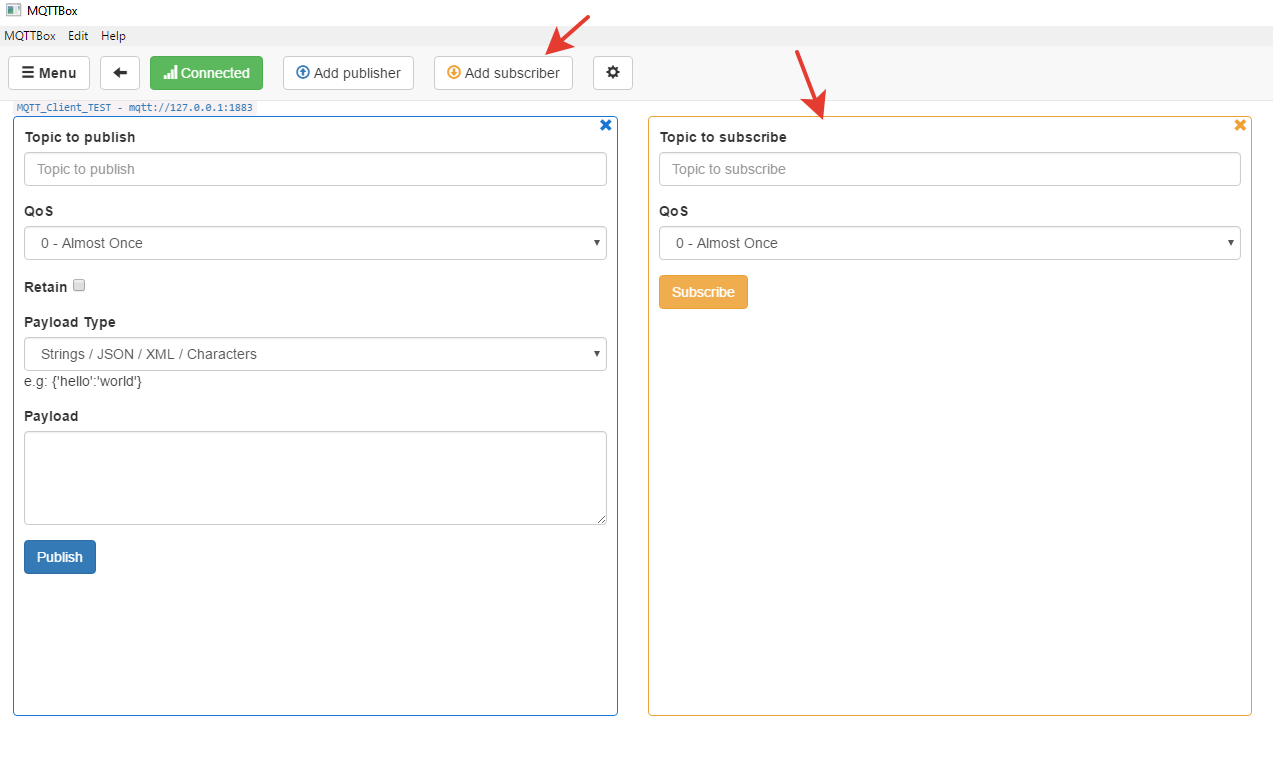 MQTTBox
MQTTBox Edit Help
Menu Connected Add publisher Add subscriber
MQTT_Client_TEST - mqtt://127.0.0.1:1883
Topic to publish
Topic to publish
QoS
0 - Almost Once
Retain
Payload Type
Strings / JSON / XML / Characters
e.g: {'hello':'world'}
Payload
Publish
Topic to subscribe
Topic to subscribe
QoS
0 - Almost Once
Subscribe